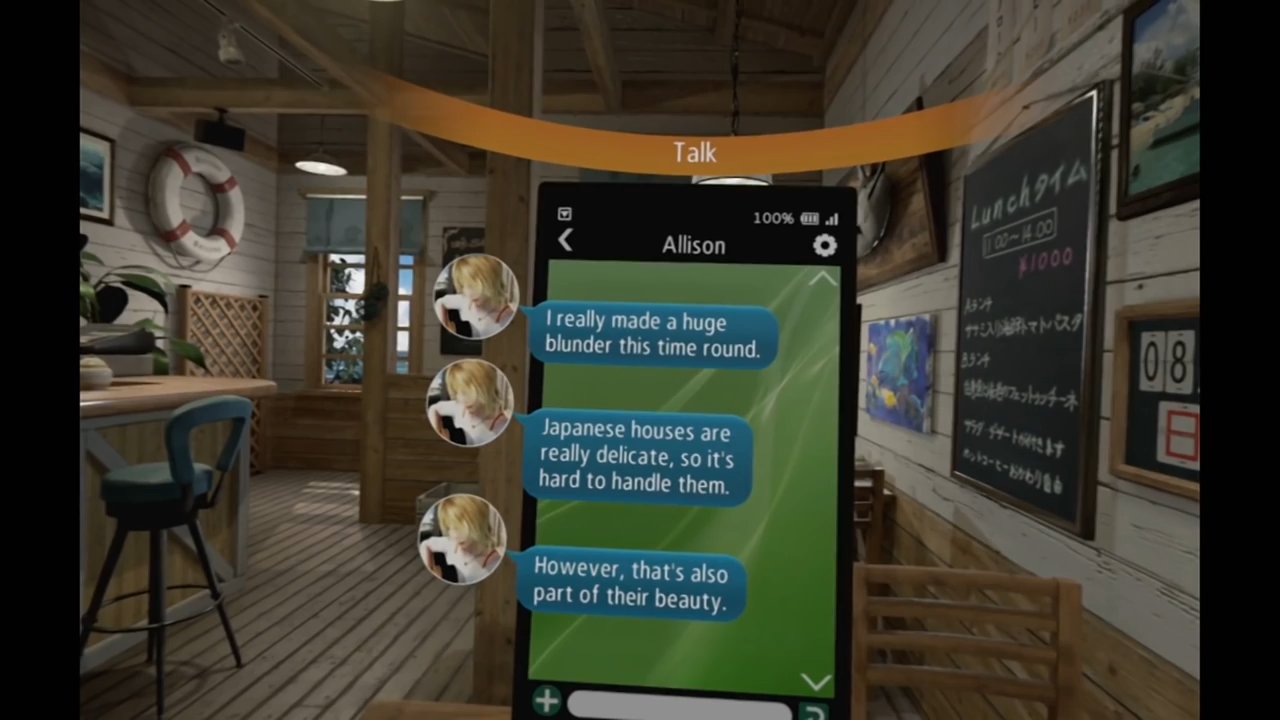 Talk
100%
Allison
I really made a huge
blunder this time round.
Japanese houses are
really delicate, so it's
hard to handle them.
However, that's also
part of their beauty.
Lunchタイム
1:00～14:00
¥1000
Aランチ
Bランチ
08
日